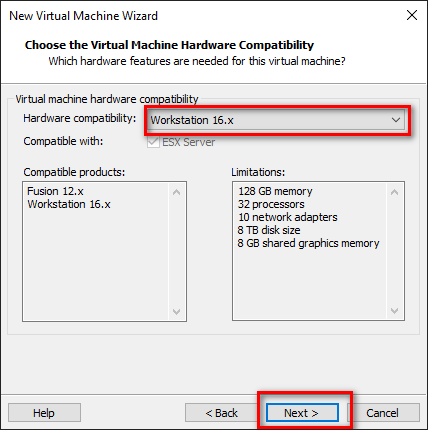 New Virtual Machine Wizard
Choose the Virtual Machine Hardware Compatibility
Which hardware features are needed for this virtual machine?
Virtual machine hardware compatibility
Hardware compatibility: Workstation 16.x
Compatible with: ESX Server
Compatible products:
Fusion 12.x
Workstation 16.x
Limitations:
128 GB memory
32 processors
10 network adapters
8 TB disk size
8 GB shared graphics memory
Help < Back Next > Cancel